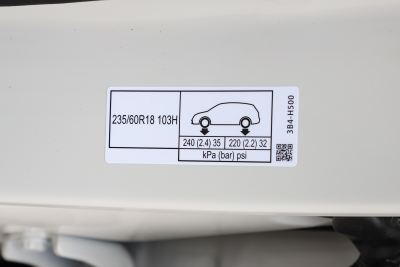 235/60R18 103H
240 (2.4) 35 220 (2.2) 32
kPa (bar) psi
3B4-H500